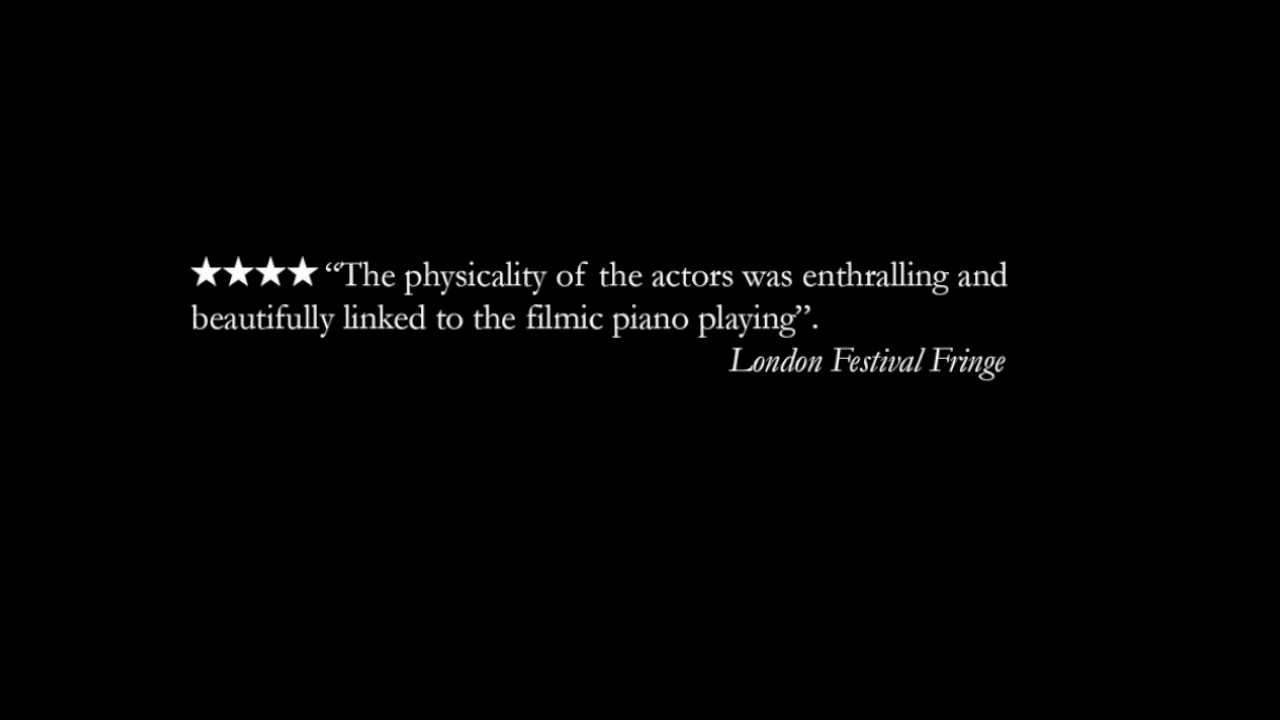 ★★★★ “The physicality of the actors was enthralling and
beautifully linked to the filmic piano playing”.
London Festival Fringe